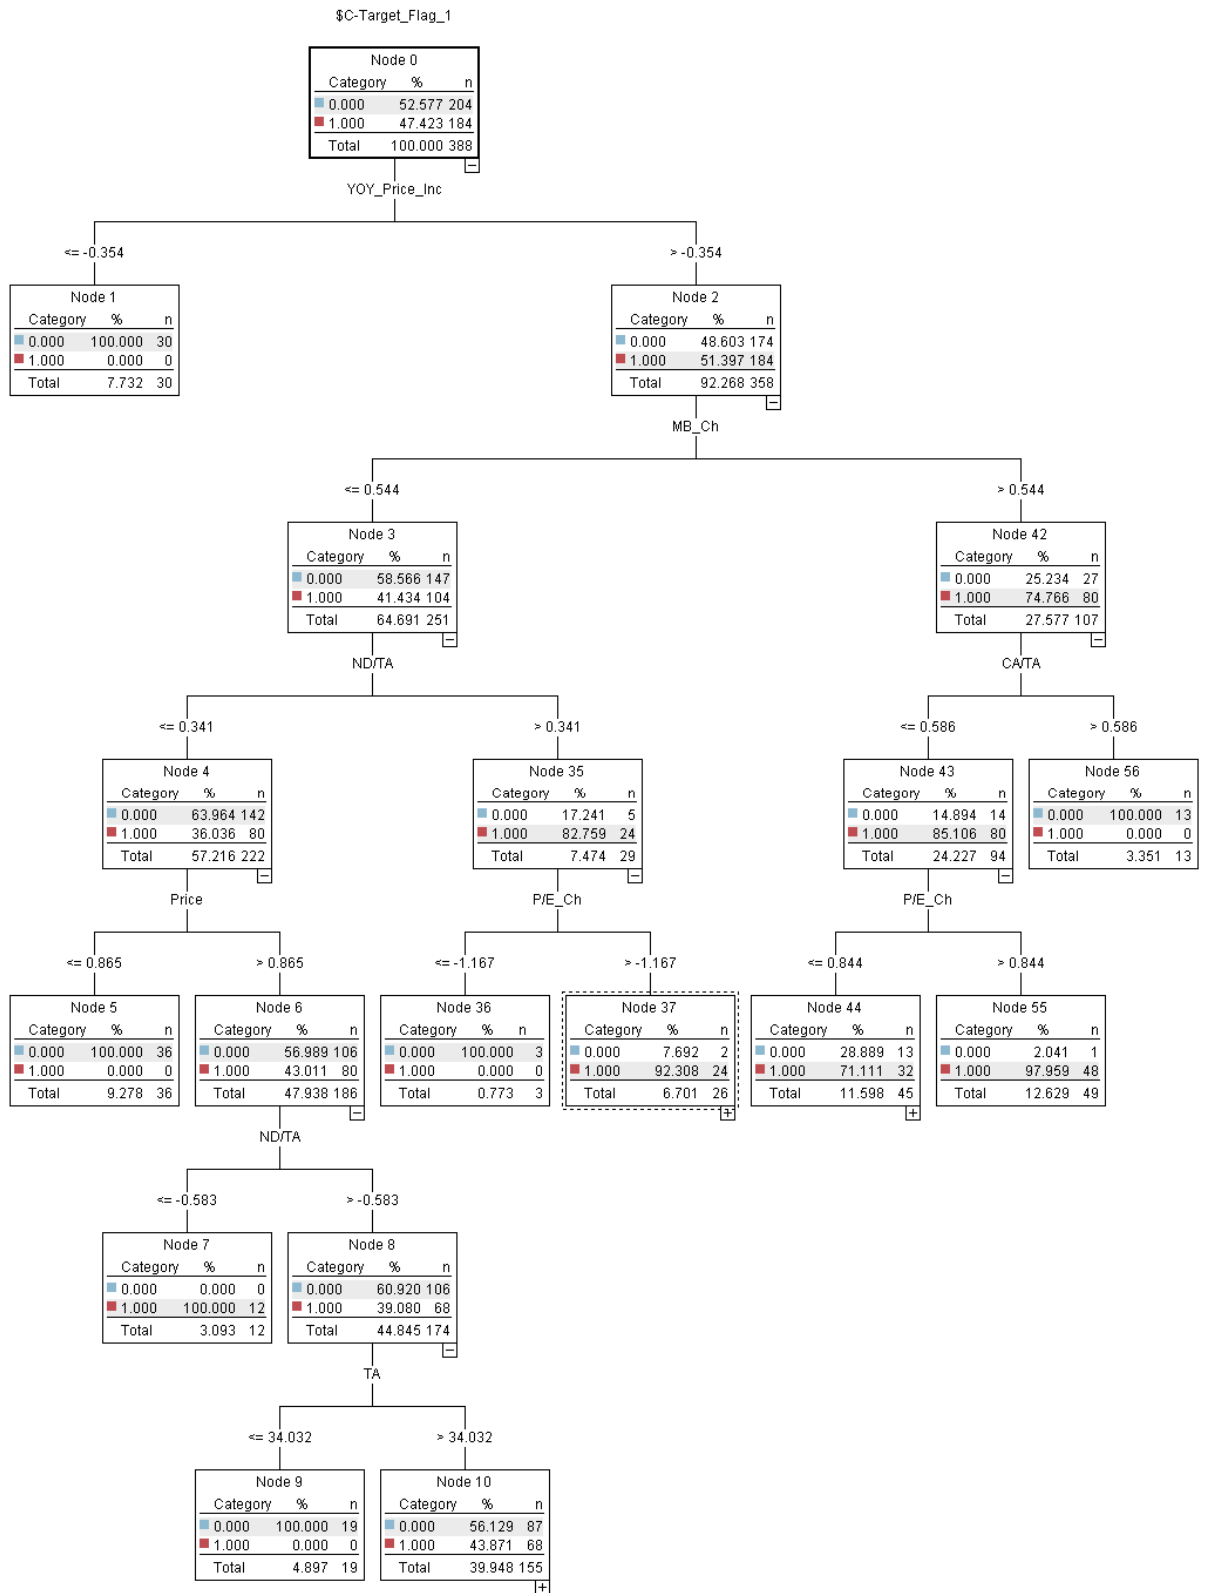 $C-Target_Flag_1
Node 0
Category % n
0.000 52.577 204
1.000 47.423 184
Total 100.000 388
YOY_Price_Inc
<= -0.354
> -0.354
Node 1
Category % n
0.000 100.000 30
1.000 0.000 0
Total 7.732 30
Node 2
Category % n
0.000 48.603 174
1.000 51.397 184
Total 92.268 358
MB_Ch
<= 0.544
> 0.544
Node 3
Category % n
0.000 58.566 147
1.000 41.434 104
Total 64.691 251
Node 42
Category % n
0.000 25.234 27
1.000 74.766 80
Total 27.577 107
ND/TA
CA/TA
<= 0.341
> 0.341
<= 0.586
> 0.586
Node 4
Category % n
0.000 63.964 142
1.000 36.036 80
Total 57.216 222
Node 35
Category % n
0.000 17.241 5
1.000 82.759 24
Total 7.474 29
Node 43
Category % n
0.000 14.894 14
1.000 85.106 80
Total 24.227 94
Node 56
Category % n
0.000 100.000 13
1.000 0.000 0
Total 3.351 13
Price
P/E_Ch
P/E_Ch
<= 0.865
> 0.865
<= -1.167
> -1.167
<= 0.844
> 0.844
Node 5
Category % n
0.000 100.000 36
1.000 0.000 0
Total 9.278 36
Node 6
Category % n
0.000 56.989 106
1.000 43.011 80
Total 47.938 186
Node 36
Category % n
0.000 100.000 3
1.000 0.000 0
Total 0.773 3
Node 37
Category % n
0.000 7.692 2
1.000 92.308 24
Total 6.701 26
Node 44
Category % n
0.000 28.889 13
1.000 71.111 32
Total 11.598 45
Node 55
Category % n
0.000 2.041 1
1.000 97.959 48
Total 12.629 49
ND/TA
<= -0.583
> -0.583
Node 7
Category % n
0.000 0.000 0
1.000 100.000 12
Total 3.093 12
Node 8
Category % n
0.000 60.920 106
1.000 39.080 68
Total 44.845 174
TA
<= 34.032
> 34.032
Node 9
Category % n
0.000 100.000 19
1.000 0.000 0
Total 4.897 19
Node 10
Category % n
0.000 56.129 87
1.000 43.871 68
Total 39.948 155